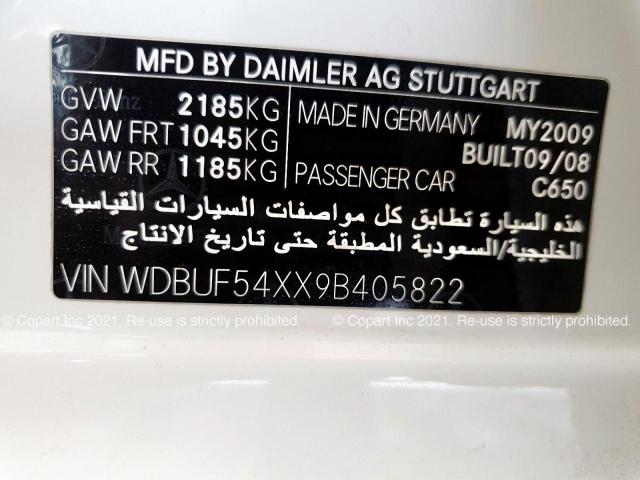 MFD BY DAIMLER AG STUTTGART
G.V.W 2185KG
GAW FRT 1045KG
GAW RR 1185KG
MADE IN GERMANY MY2009
BUILT09/08
PASSENGER CAR C650
هذه السيارة تطابق كل مواصفات السيارات القياسية
الخليجية/السعودية المطبقة حتى تاريخ الانتاج
VIN WDBUF54XX9B405822
© Copart Inc 2021. Re-use is strictly prohibited.
© Copart Inc 2021. Re-use is strictly prohibited.